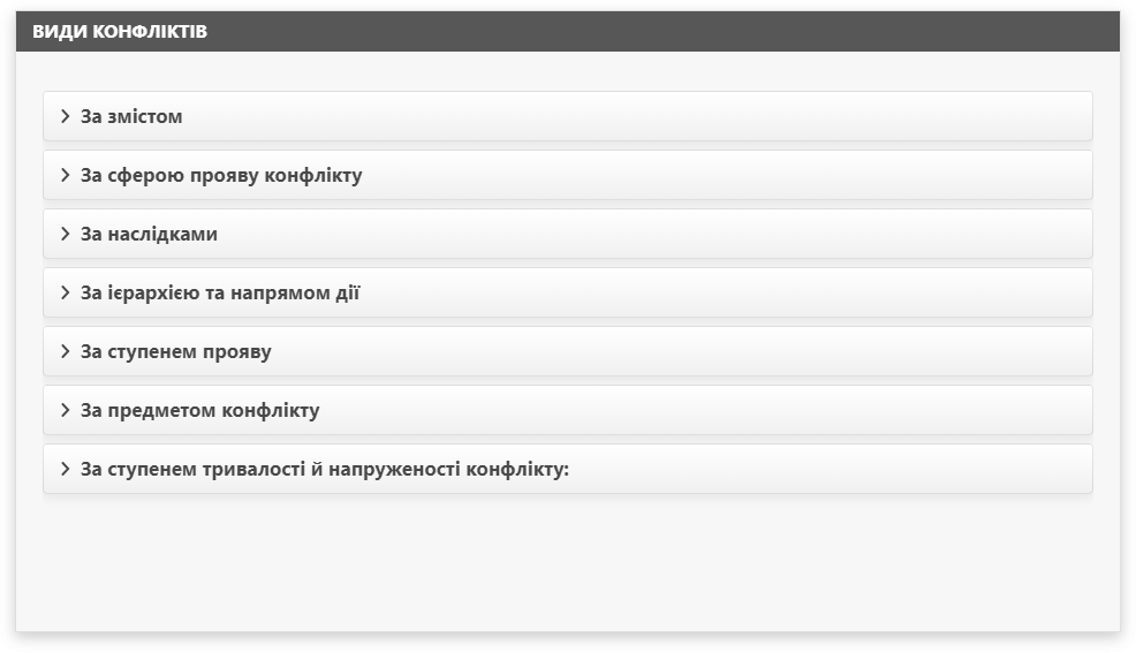 ВИДИ КОНФЛІКТІВ
За змістом
За сферою прояву конфлікту
За наслідками
За ієрархією та напрямом дії
За ступенем прояву
За предметом конфлікту
За ступенем тривалості й напруженості конфлікту: